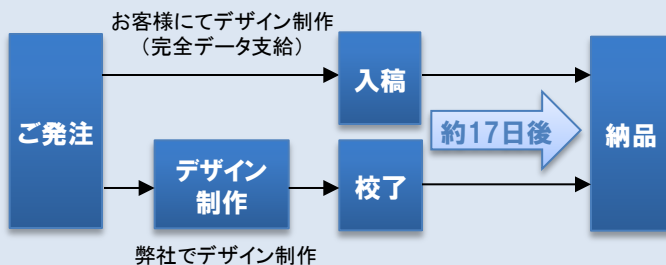 お客様にてデザイン制作
（完全データ支給）
ご発注
入稿
約17日後
納品
デザイン
制作
校了
弊社でデザイン制作